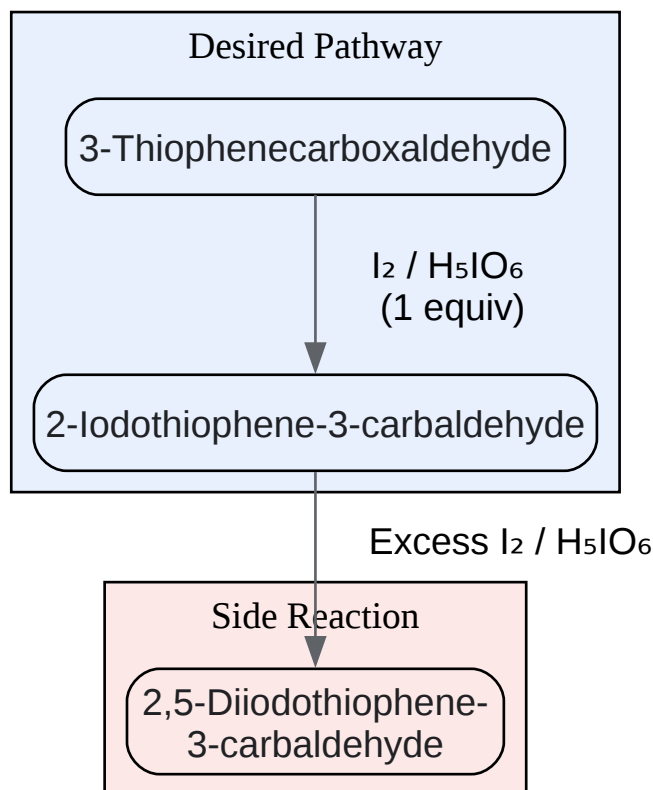 Desired Pathway
3-Thiophenecarboxaldehyde
I₂ / H₅IO₆
(1 equiv)
2-Iodothiophene-3-carbaldehyde
Excess I₂ / H₅IO₆
Side Reaction
2,5-Diiodothiophene-
3-carbaldehyde